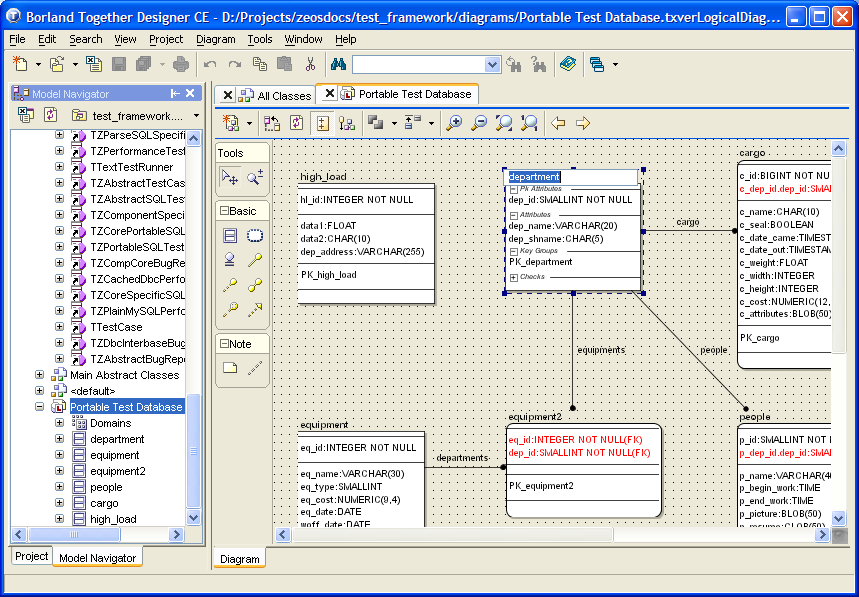 Borland Together Designer CE - D:/Projects/zeosdocs/test_framework/diagrams/Portable Test Database.txverLogicalDiag...
File Edit Search View Project Diagram Tools Window Help
Model Navigator
test_framework....
TZParseSQLSpecifi
TZPerformanceTest
TTextTestRunner
TZAbstractTestCas
TZAbstractSQLTest
TZComponentSpeci
TZCorePortableSQL
TZPortableSQLTest
TZCompCoreBugRe
TZCachedDbcPerfo
TZCoreSpecificSQL
TZPlainMySQLPerfo
TTestCase
TZDbcInterbaseBug
TZAbstractBugRepo
Main Abstract Classes
<default>
Portable Test Database
Domains
department
equipment
equipment2
people
cargo
high_load
Project
Model Navigator
All Classes
Portable Test Database
Tools
Basic
Note
high_load
hl_id:INTEGER NOT NULL
data1:FLOAT
data2:CHAR(10)
dep_address:VARCHAR(255)
PK_high_load
department
Pk Attributes
dep_id:SMALLINT NOT NULL
Attributes
dep_name:VARCHAR(20)
dep_shname:CHAR(5)
Key Groups
PK_department
Checks
cargo
cargo
c_id:BIGINT NOT NU
c_dep_id.dep_id:SMAL
c_name:CHAR(10)
c_seal:BOOLEAN
c_date_came:TIMEST
c_date_out:TIMESTAM
c_weight:FLOAT
c_width:INTEGER
c_height:INTEGER
c_cost:NUMERIC(12,
c_attributes:BLOB(50)
PK_cargo
equipments
people
equipment
eq_id:INTEGER NOT NULL
eq_name:VARCHAR(30)
eq_type:SMALLINT
eq_cost:NUMERIC(9,4)
eq_date:DATE
woff_date:DATE
departments
equipment2
eq_id:INTEGER NOT NULL(FK)
dep_id:SMALLINT NOT NULL(FK)
PK_equipment2
people
p_id:SMALLINT NOT
p_dep_id.dep_id:SMAL
p_name:VARCHAR(40
p_begin_work:TIME
p_end_work:TIME
p_picture:BLOB(50)
p_resume:BLOB(50)
Diagram